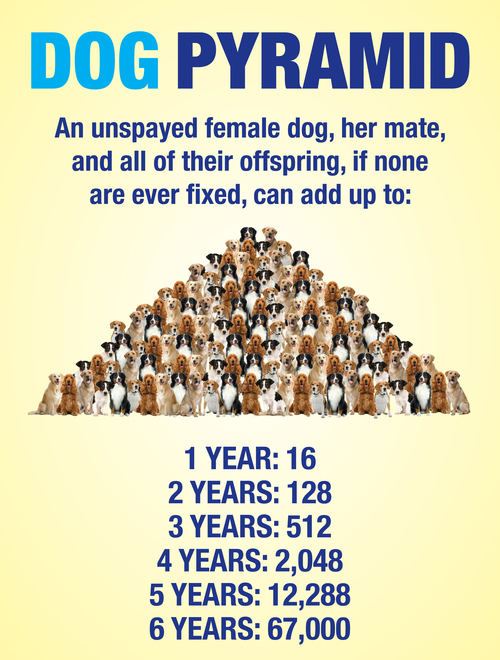 DOG PYRAMID
An unspayed female dog, her mate,
and all of their offspring, if none
are ever fixed, can add up to:
1 YEAR: 16
2 YEARS: 128
3 YEARS: 512
4 YEARS: 2,048
5 YEARS: 12,288
6 YEARS: 67,000